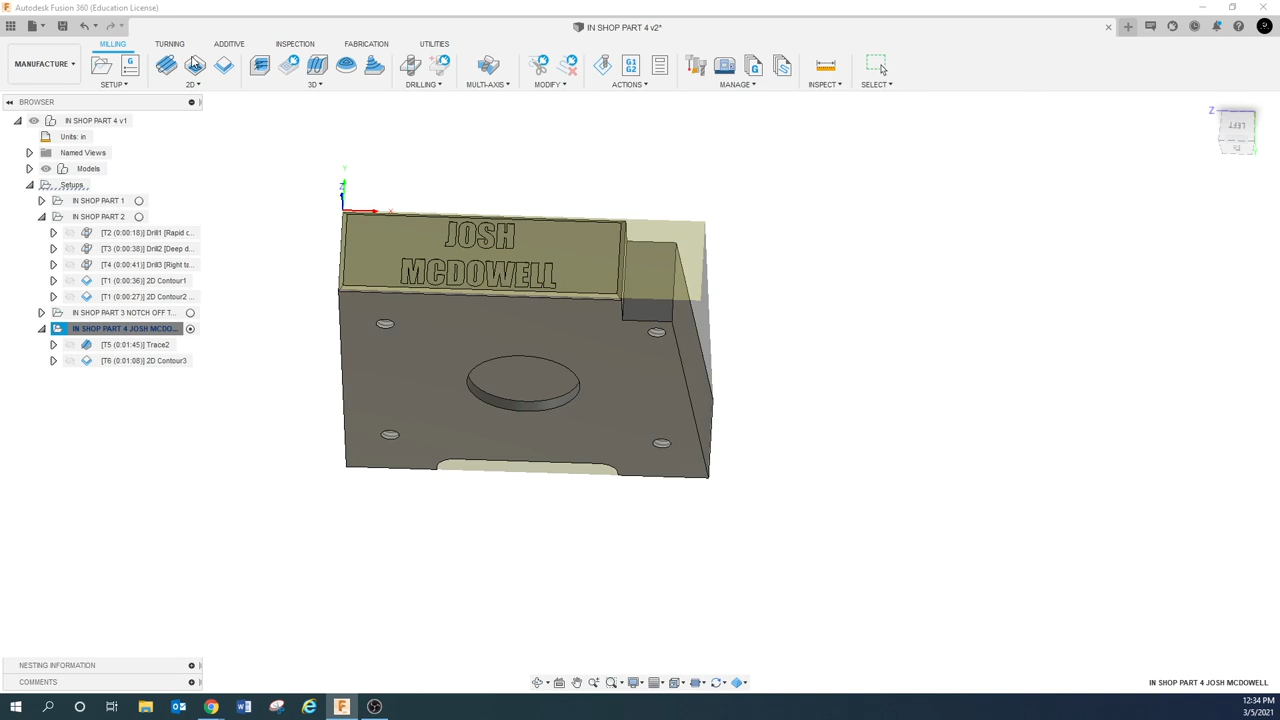 Autodesk Fusion 360 (Education License)
IN SHOP PART 4 v2*
MILLING TURNING ADDITIVE INSPECTION FABRICATION UTILITIES
MANUFACTURE
SETUP 2D 3D DRILLING MULTI-AXIS MODIFY ACTIONS MANAGE INSPECT SELECT
G1
G2
BROWSER
IN SHOP PART 4 v1
Units: in
Named Views
Models
Setups
IN SHOP PART 1
IN SHOP PART 2
[T2 (0:00:18)] Drill1 [Rapid c...
[T3 (0:00:38)] Drill2 [Deep d...
[T4 (0:00:41)] Drill3 [Right ta...
[T1 (0:00:36)] 2D Contour1
[T1 (0:00:27)] 2D Contour2 ...
IN SHOP PART 3 NOTCH OFF T...
IN SHOP PART 4 JOSH MCDO...
[T5 (0:01:45)] Trace2
[T6 (0:01:08)] 2D Contour3
Z
LEFT
Y
Z
X
JOSH
MCDOWELL
NESTING INFORMATION
COMMENTS
IN SHOP PART 4 JOSH MCDOWELL
12:34 PM
3/5/2021